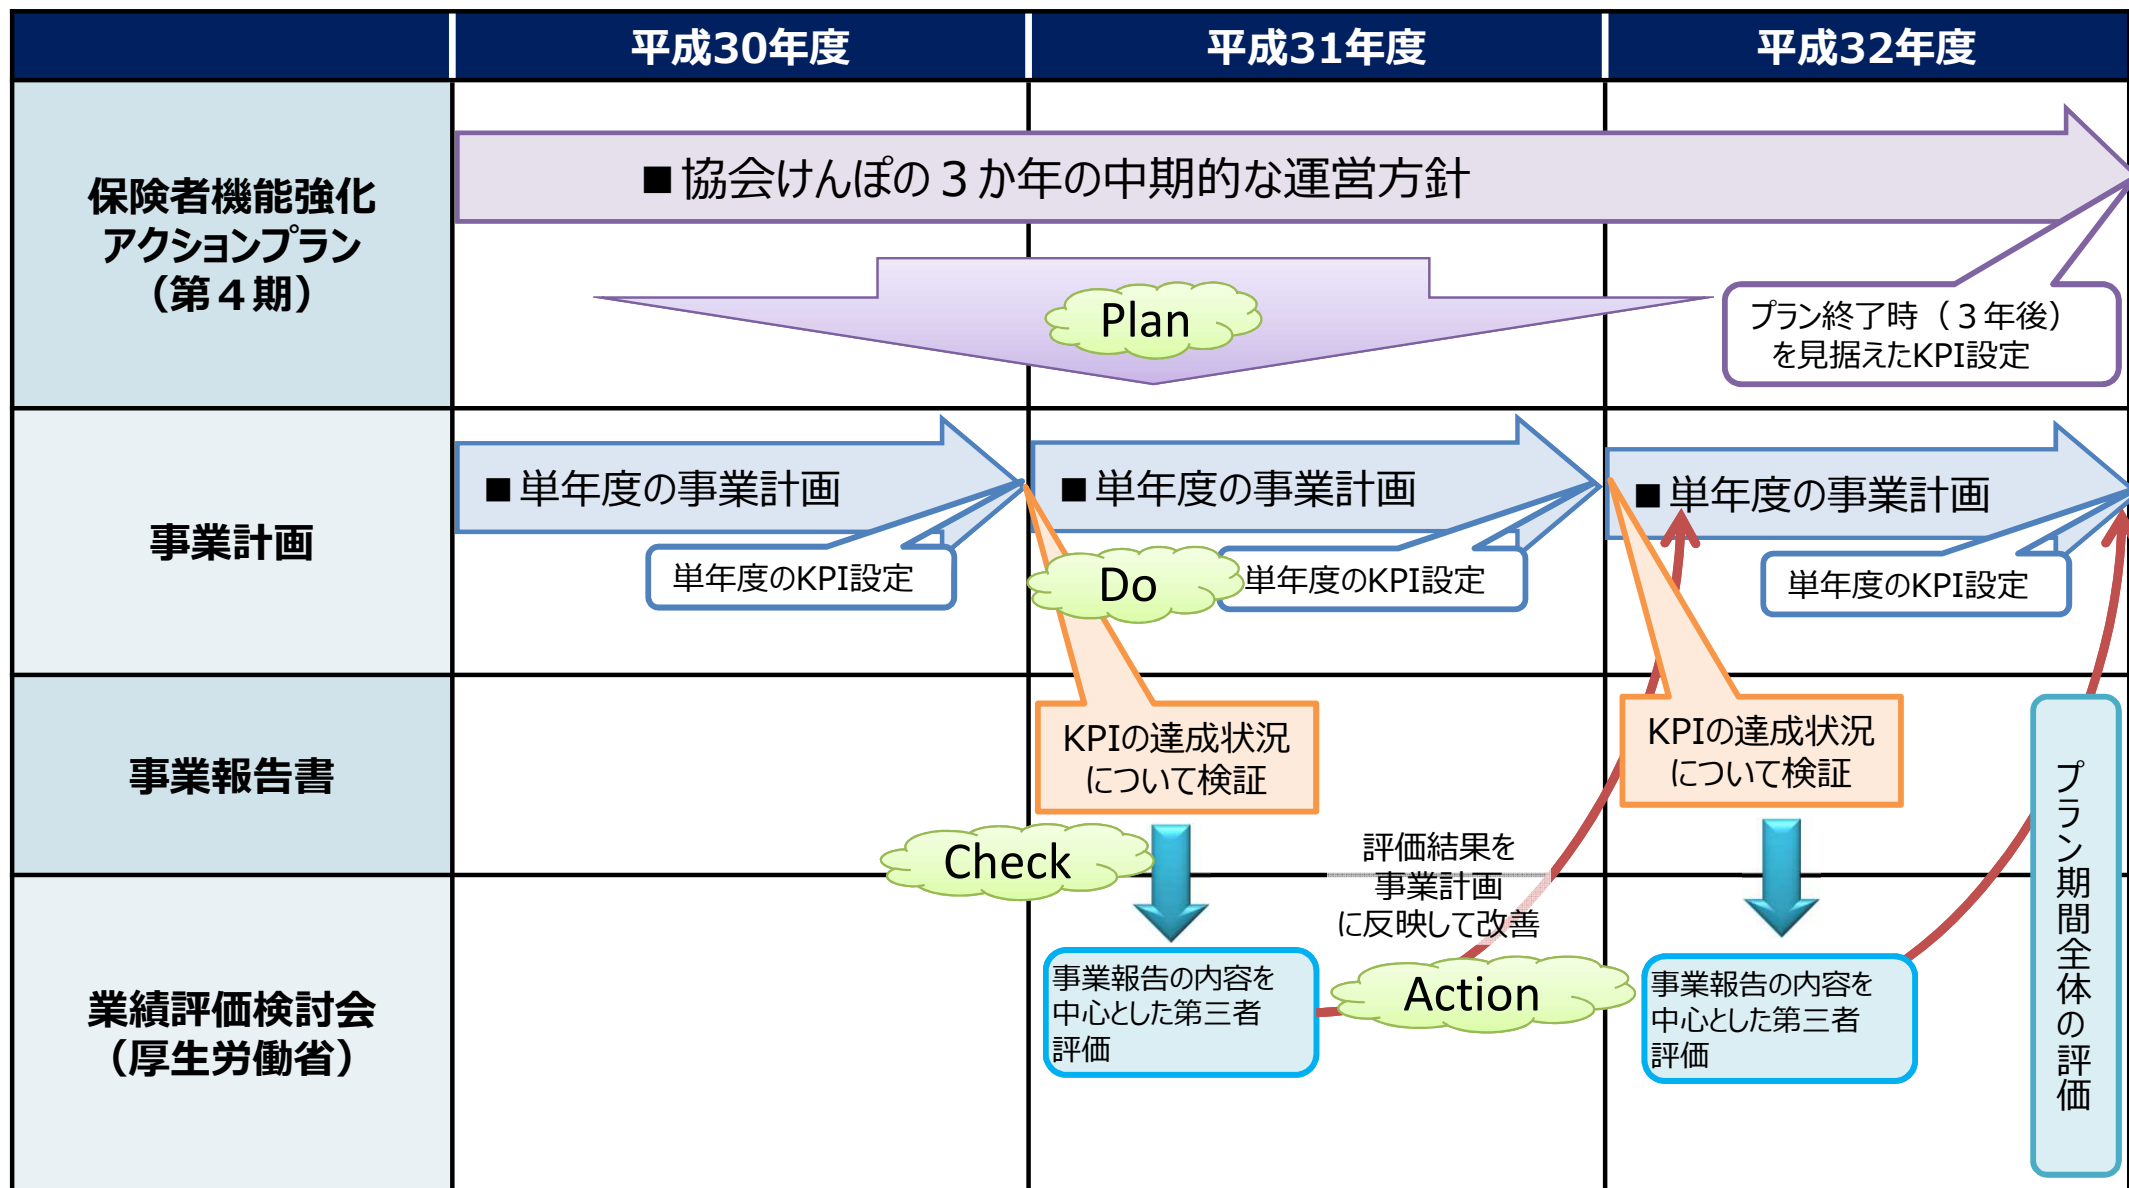 平成30年度
平成31年度
平成32年度
保険者機能強化
アクションプラン
（第４期）
■協会けんぽの３か年の中期的な運営方針
Plan
プラン終了時（３年後）
を見据えたKPI設定
事業計画
■単年度の事業計画
単年度のKPI設定
■単年度の事業計画
Do
単年度のKPI設定
■単年度の事業計画
単年度のKPI設定
事業報告書
KPIの達成状況
について検証
KPIの達成状況
について検証
Check
評価結果を
事業計画
に反映して改善
プラン期間全体の評価
業績評価検討会
（厚生労働省）
事業報告の内容を
中心とした第三者
評価
Action
事業報告の内容を
中心とした第三者
評価